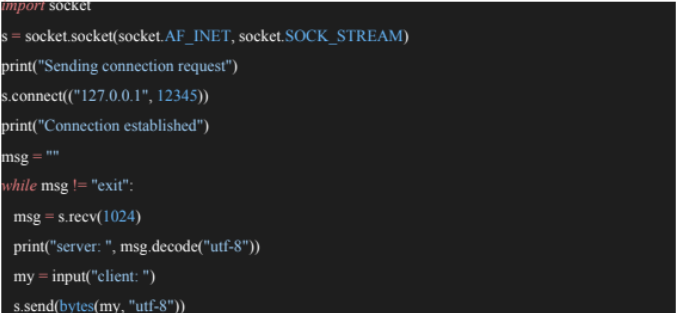 import socket
s = socket.socket(socket.AF_INET, socket.SOCK_STREAM)
print("Sending connection request")
s.connect(("127.0.0.1", 12345))
print("Connection established")
msg = ""
while msg != "exit":
    msg = s.recv(1024)
    print("server: ", msg.decode("utf-8"))
    my = input("client: ")
    s.send(bytes(my, "utf-8"))